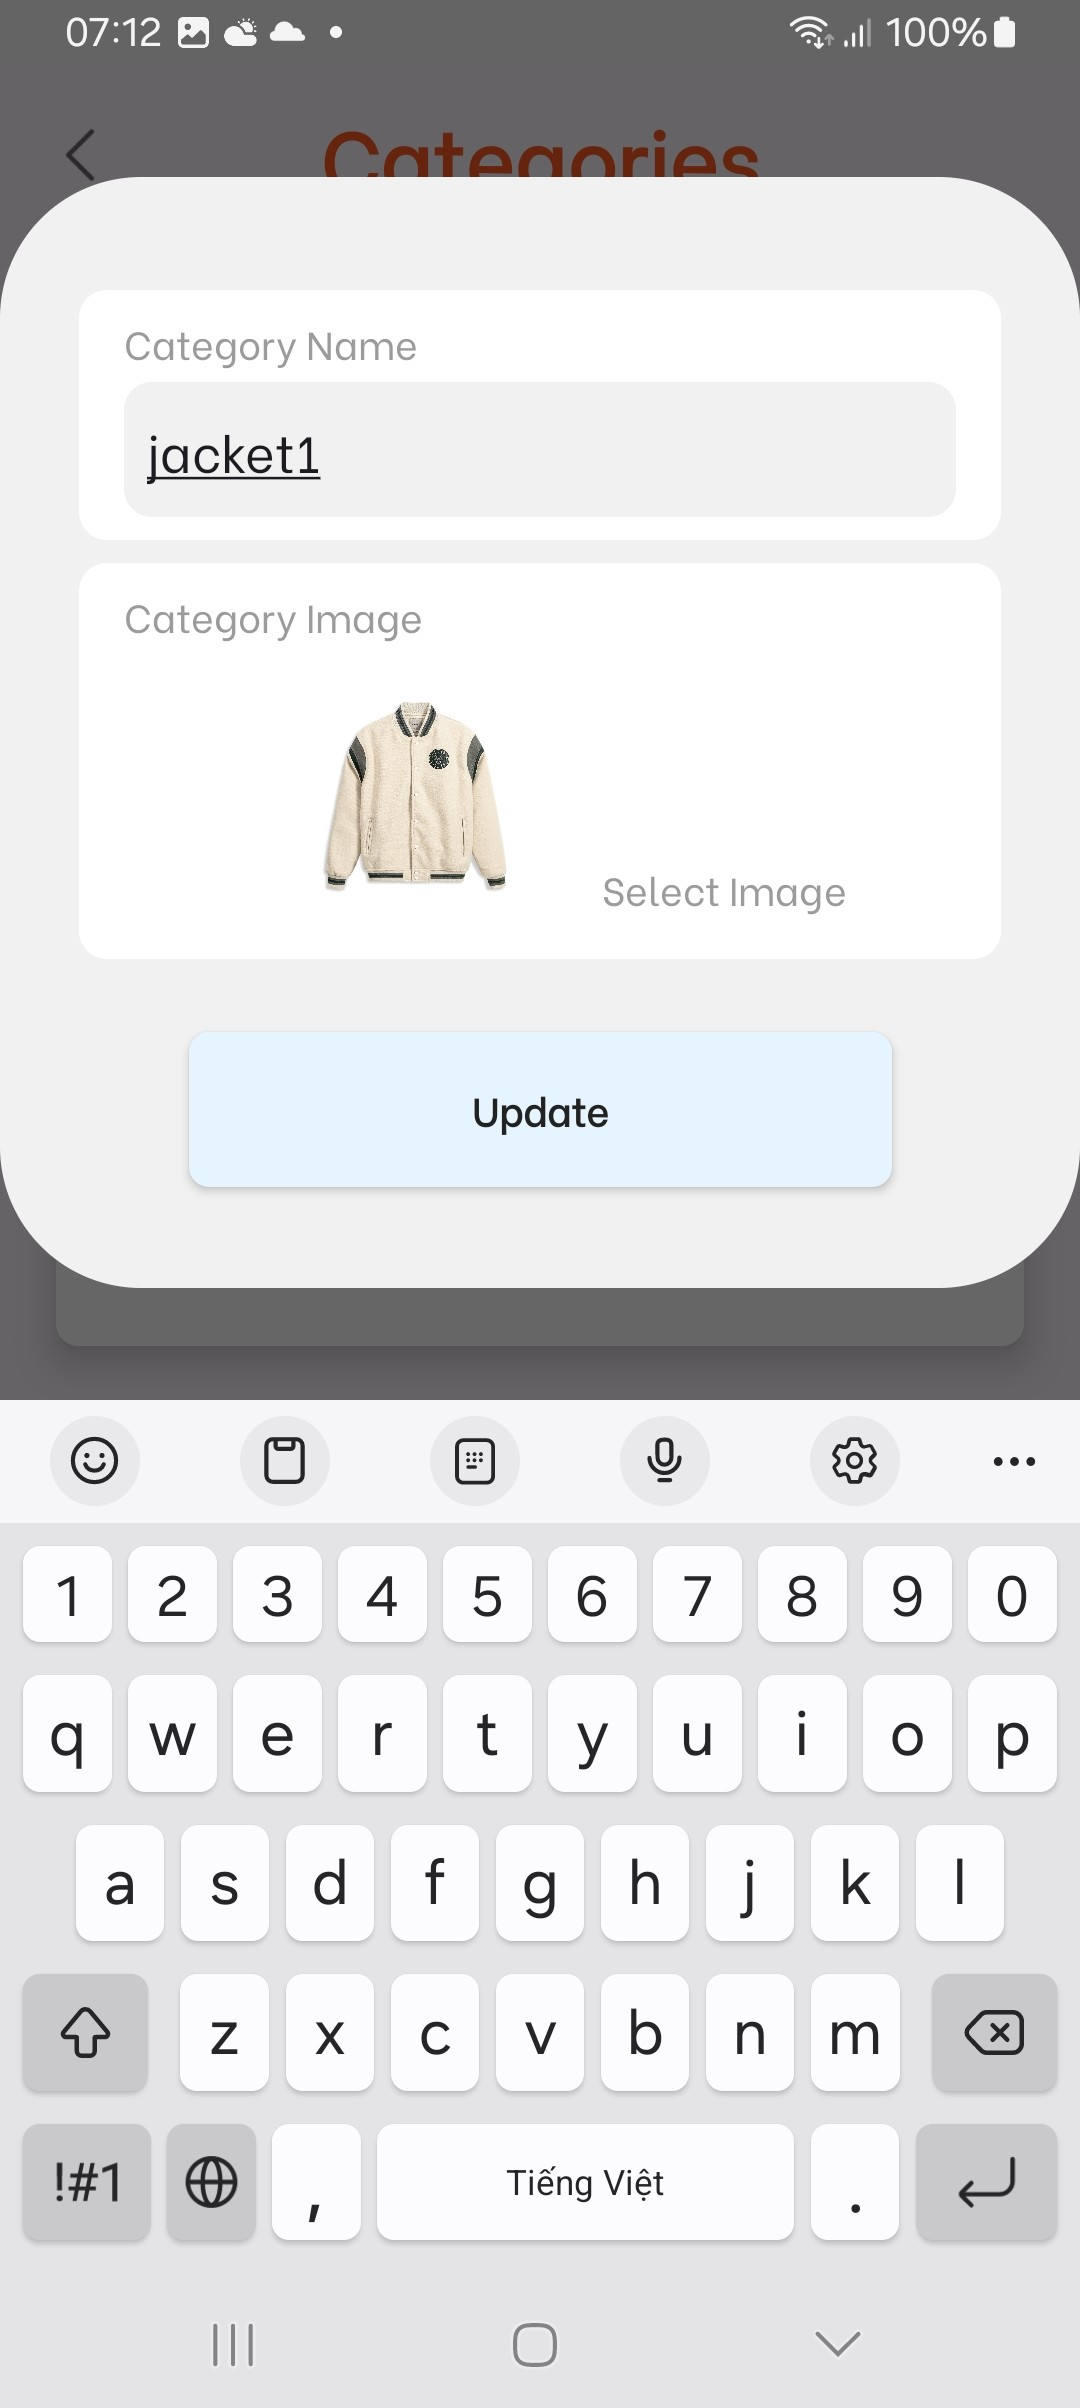 07:12
100%
Categories
Category Name
jacket1
Category Image
Select Image
Update
1 2 3 4 5 6 7 8 9 0
q w e r t y u i o p
a s d f g h j k l
z x c v b n m
!#1 , Tiếng Việt .